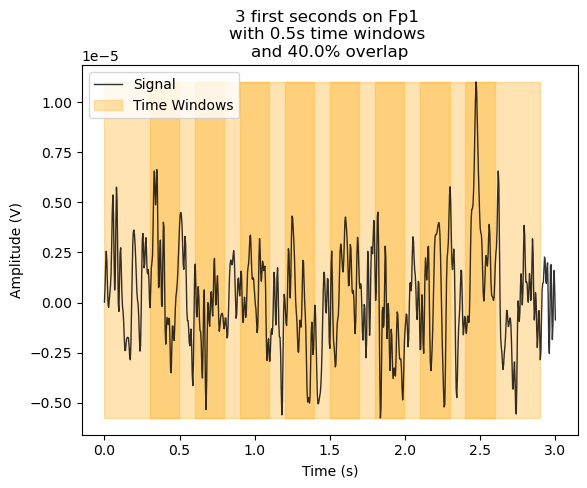 3 first seconds on Fp1
with 0.5s time windows
and 40.0% overlap
1e−5
Signal
Time Windows
1.00
0.75
0.50
0.25
0.00
−0.25
−0.50
Amplitude (V)
0.0 0.5 1.0 1.5 2.0 2.5 3.0
Time (s)